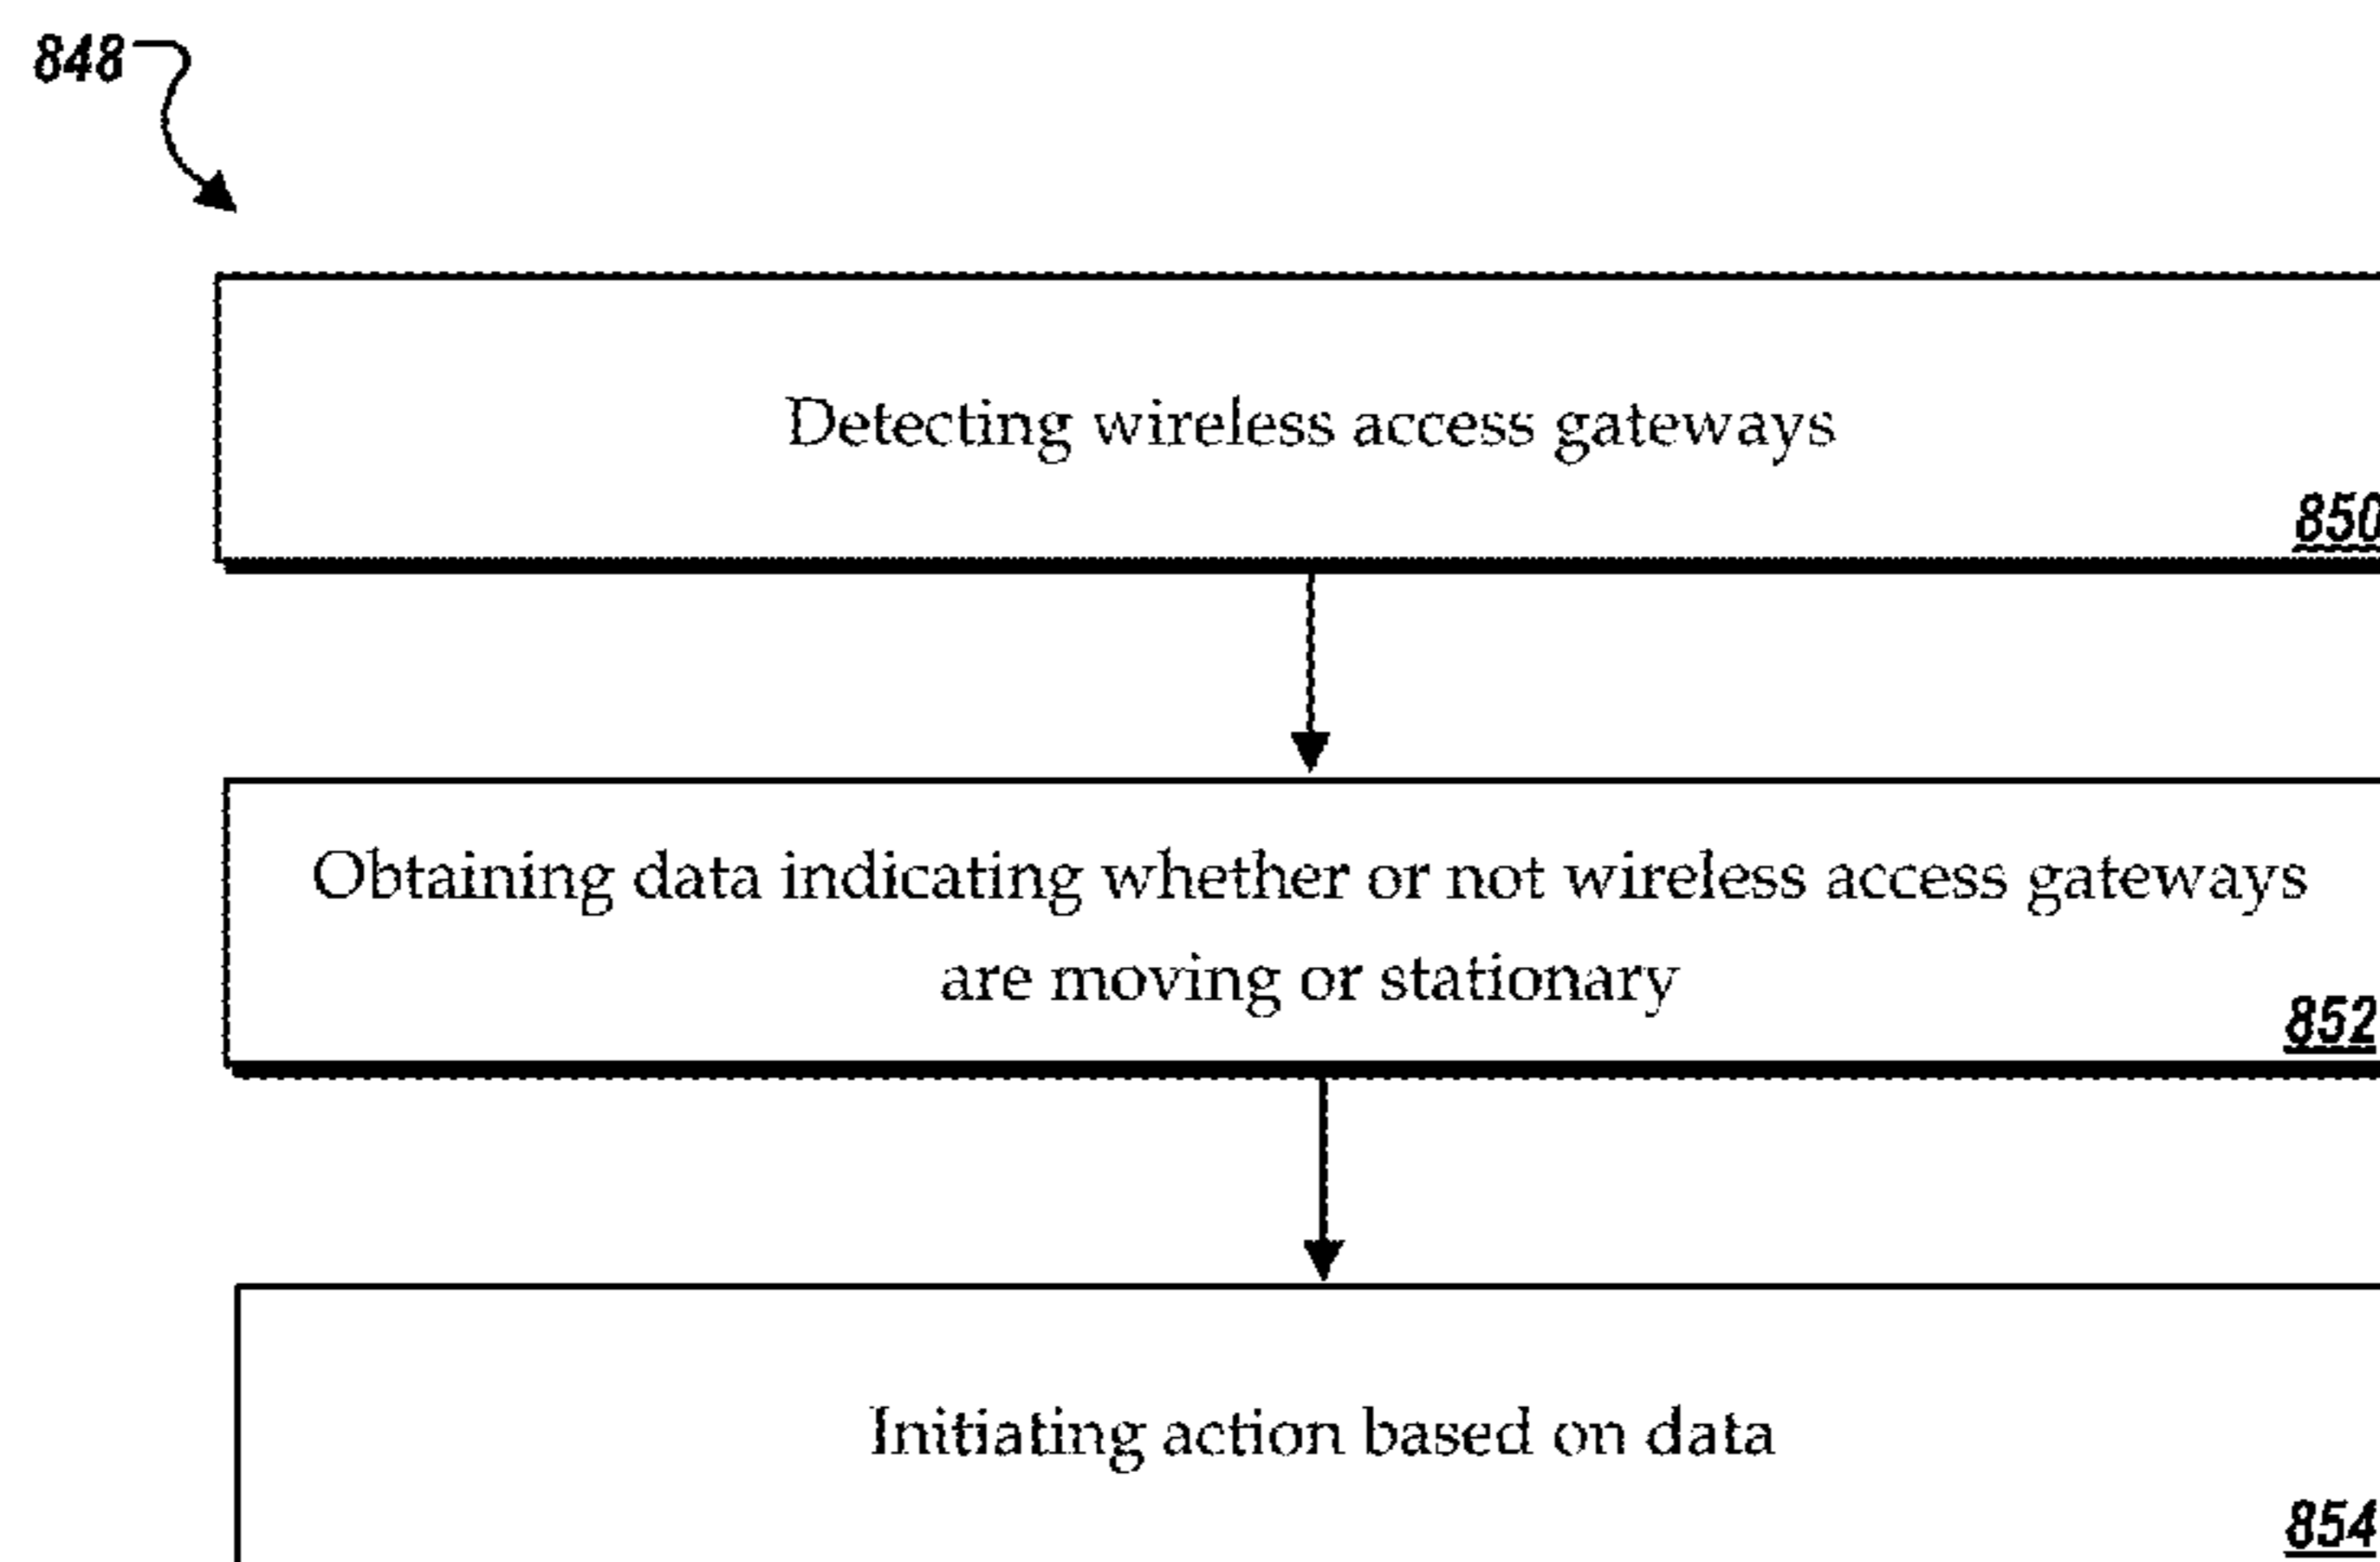 848
Detecting wireless access gateways
850
Obtaining data indicating whether or not wireless access gateways
are moving or stationary
852
Initiating action based on data
854